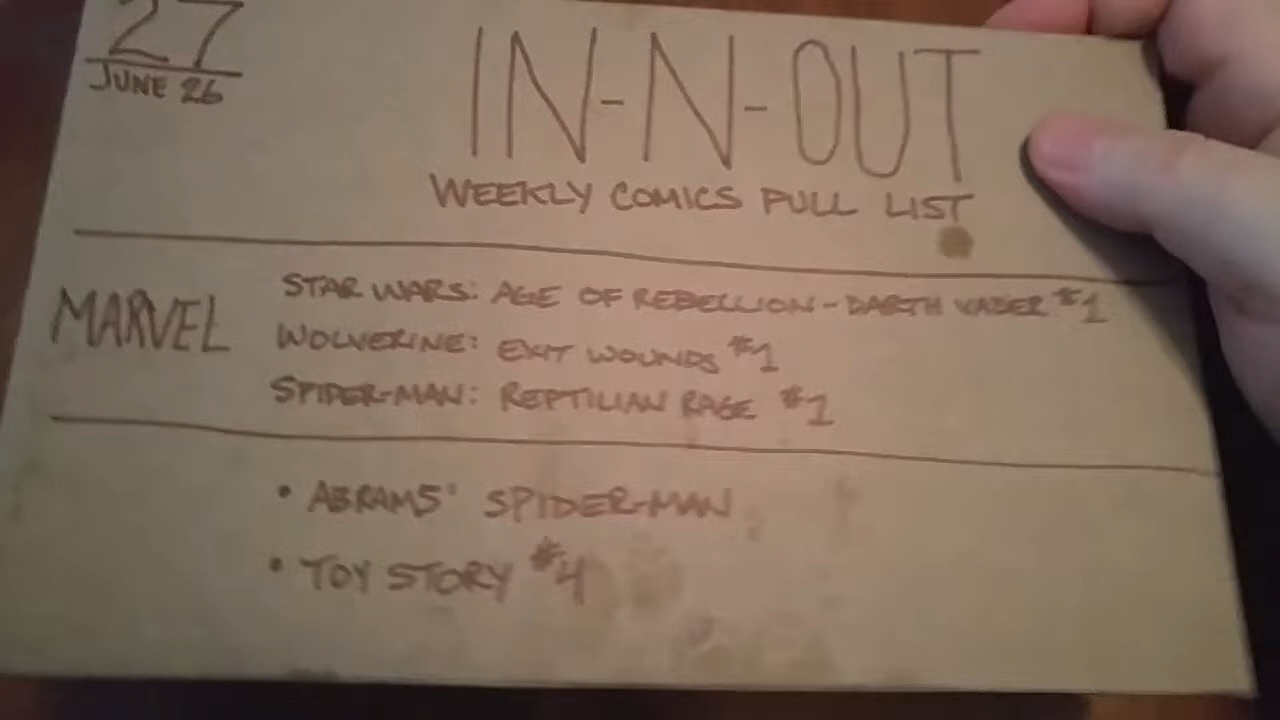 27
JUNE 26
IN-N-OUT
WEEKLY COMICS PULL LIST
MARVEL
STAR WARS: AGE OF REBELLION - DARTH VADER #1
WOLVERINE: EXIT WOUNDS #1
SPIDER-MAN: REPTILIAN RAGE #1
• ABRAMS' SPIDER-MAN
• TOY STORY #4